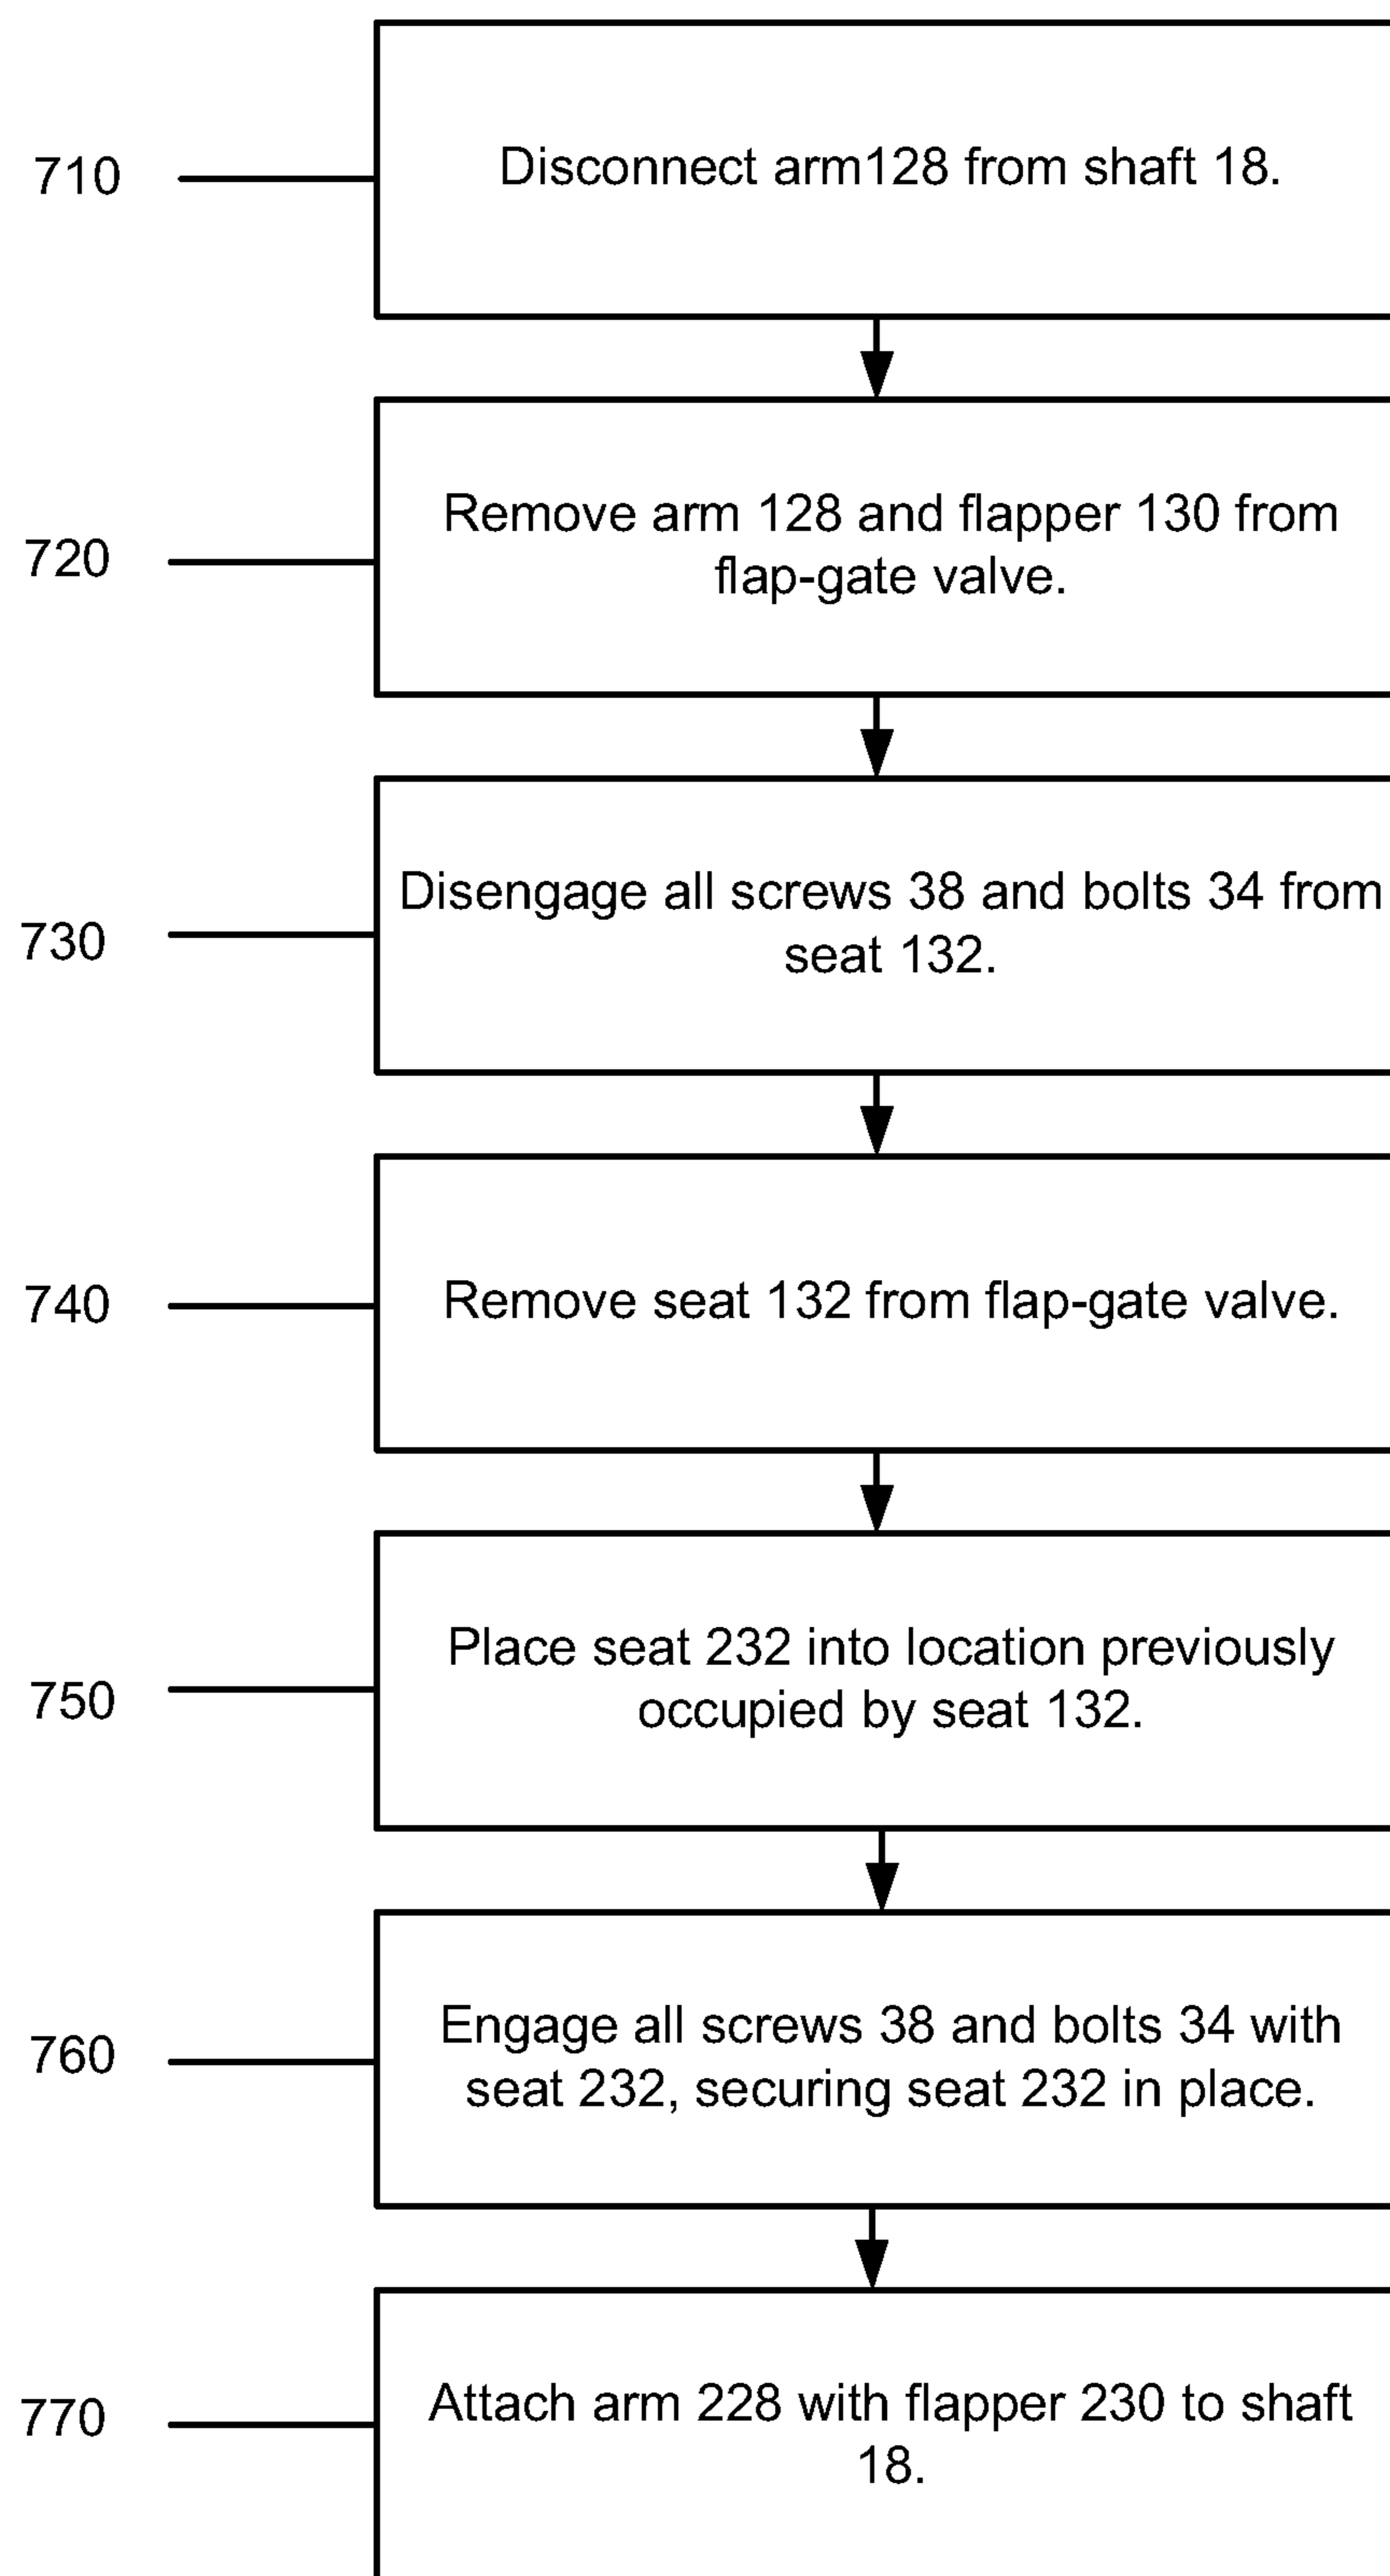 710
Disconnect arm128 from shaft 18.
720
Remove arm 128 and flapper 130 from
flap-gate valve.
730
Disengage all screws 38 and bolts 34 from
seat 132.
740
Remove seat 132 from flap-gate valve.
750
Place seat 232 into location previously
occupied by seat 132.
760
Engage all screws 38 and bolts 34 with
seat 232, securing seat 232 in place.
770
Attach arm 228 with flapper 230 to shaft
18.